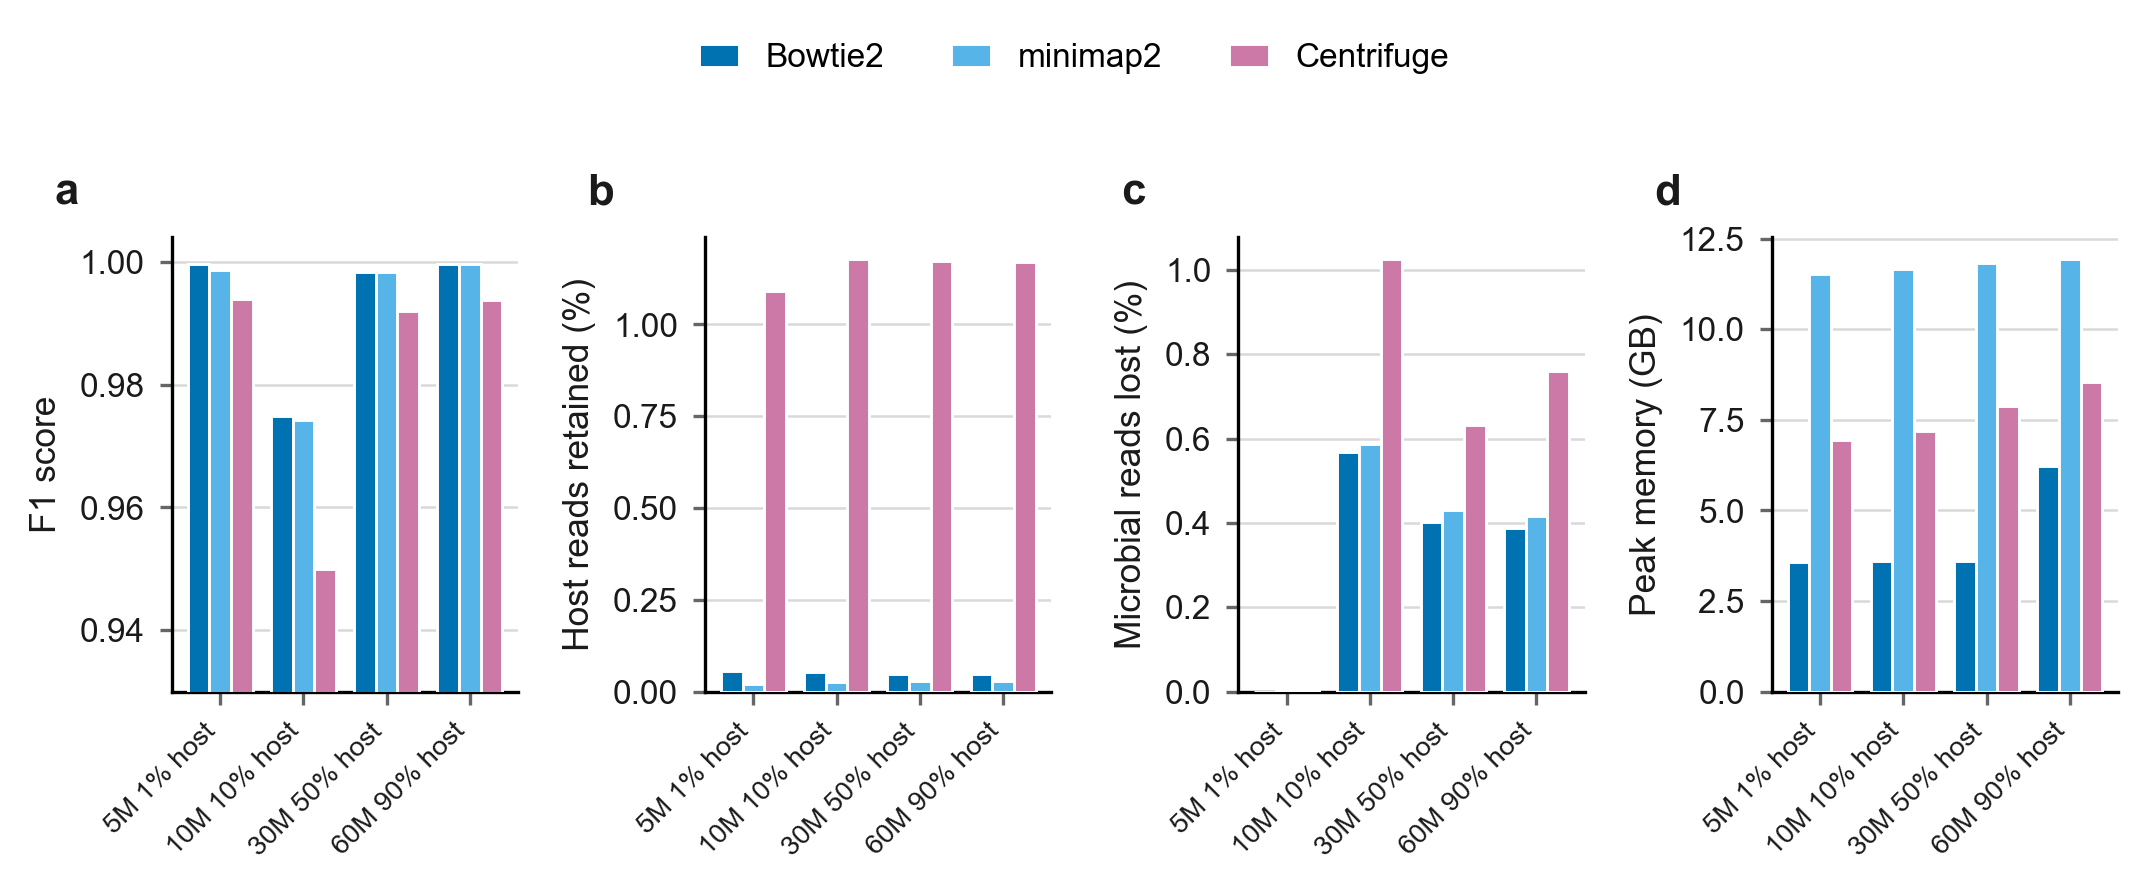 Bowtie2 minimap2 Centrifuge
a
F1 score
1.00
0.98
0.96
0.94
5M 1% host
10M 10% host
30M 50% host
60M 90% host
b
Host reads retained (%)
1.00
0.75
0.50
0.25
0.00
5M 1% host
10M 10% host
30M 50% host
60M 90% host
c
Microbial reads lost (%)
1.0
0.8
0.6
0.4
0.2
0.0
5M 1% host
10M 10% host
30M 50% host
60M 90% host
d
Peak memory (GB)
12.5
10.0
7.5
5.0
2.5
0.0
5M 1% host
10M 10% host
30M 50% host
60M 90% host